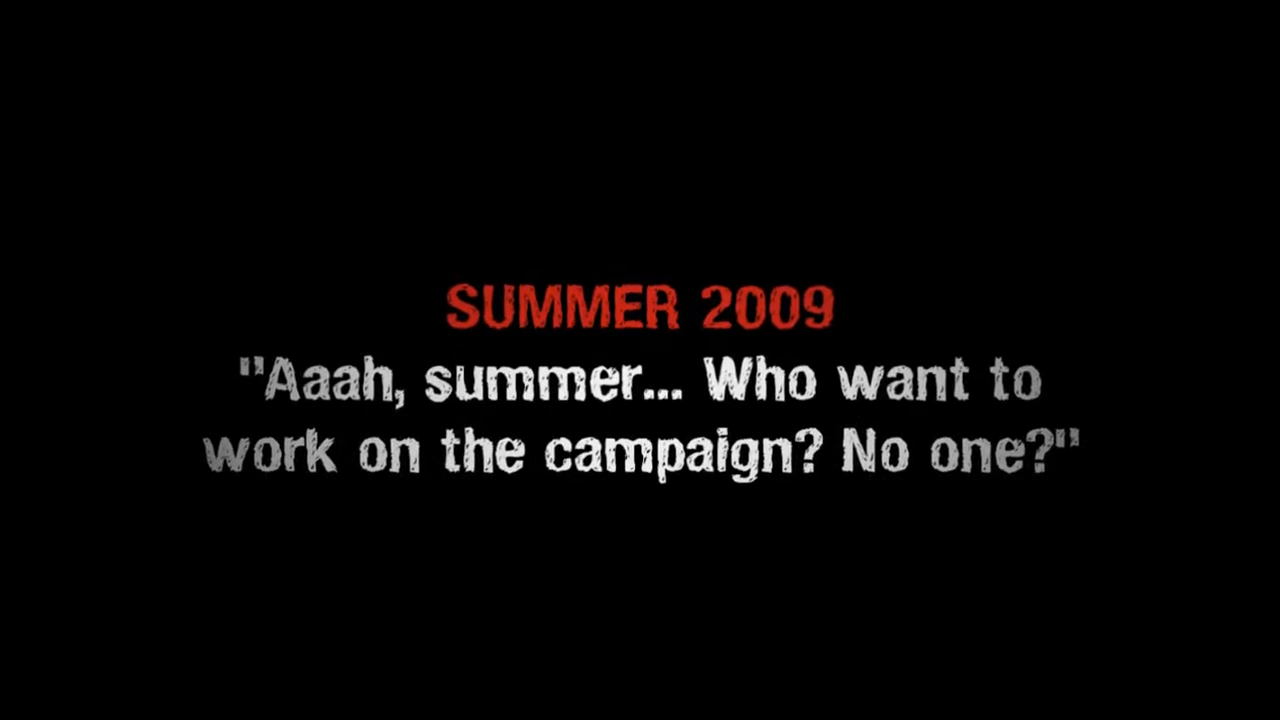 SUMMER 2009
"Aaah, summer... Who want to
work on the campaign? No one?"